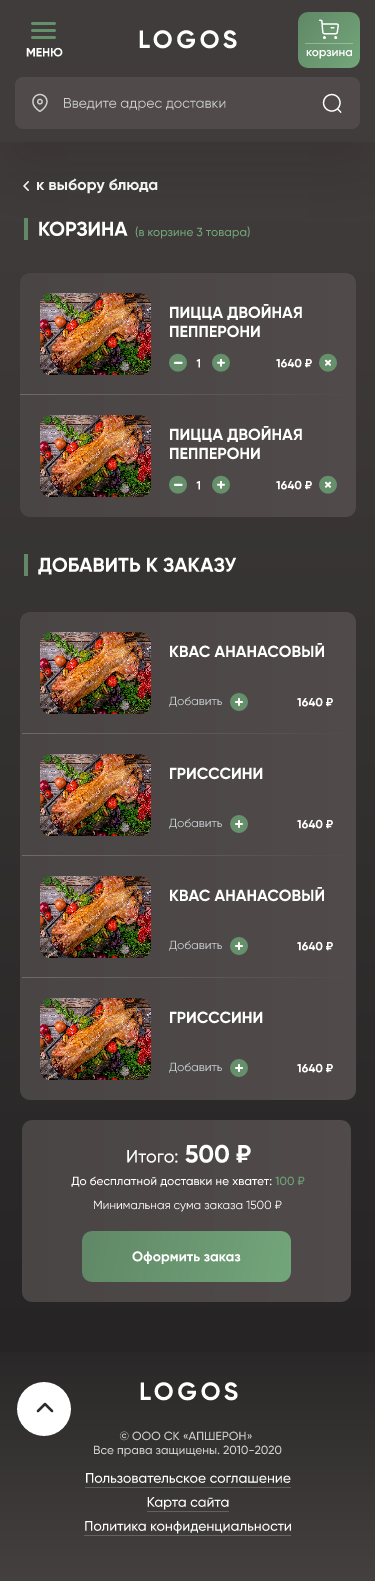 МЕНЮ
LOGOS
корзина
Введите адрес доставки
к выбору блюда
КОРЗИНА (в корзине 3 товара)
ПИЦЦА ДВОЙНАЯ
ПЕППЕРОНИ
1
1640 ₽
ПИЦЦА ДВОЙНАЯ
ПЕППЕРОНИ
1
1640 ₽
ДОБАВИТЬ К ЗАКАЗУ
КВАС АНАНАСОВЫЙ
Добавить
1640 ₽
ГРИСССИНИ
Добавить
1640 ₽
КВАС АНАНАСОВЫЙ
Добавить
1640 ₽
ГРИСССИНИ
Добавить
1640 ₽
Итого: 500 ₽
До бесплатной доставки не хватет: 100 ₽
Минимальная сума заказа 1500 ₽
Оформить заказ
LOGOS
© ООО СК «АПШЕРОН»
Все права защищены. 2010-2020
Пользовательское соглашение
Карта сайта
Политика конфиденциальности